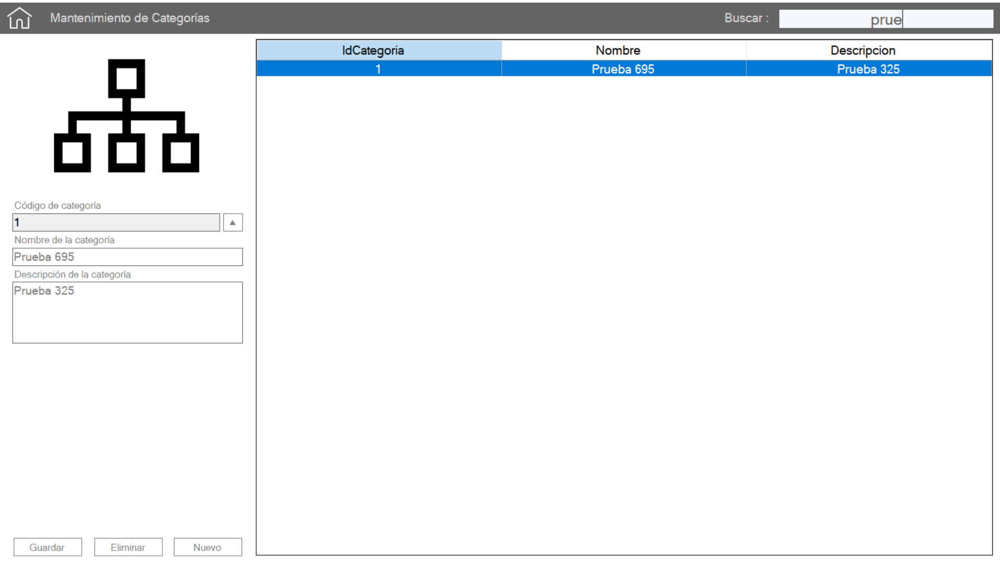 Mantenimiento de Categorías
Buscar : prue
IdCategoria Nombre Descripcion
1 Prueba 695 Prueba 325
Código de categoría
1 ▲
Nombre de la categoría
Prueba 695
Descripción de la categoría
Prueba 325
Guardar Eliminar Nuevo